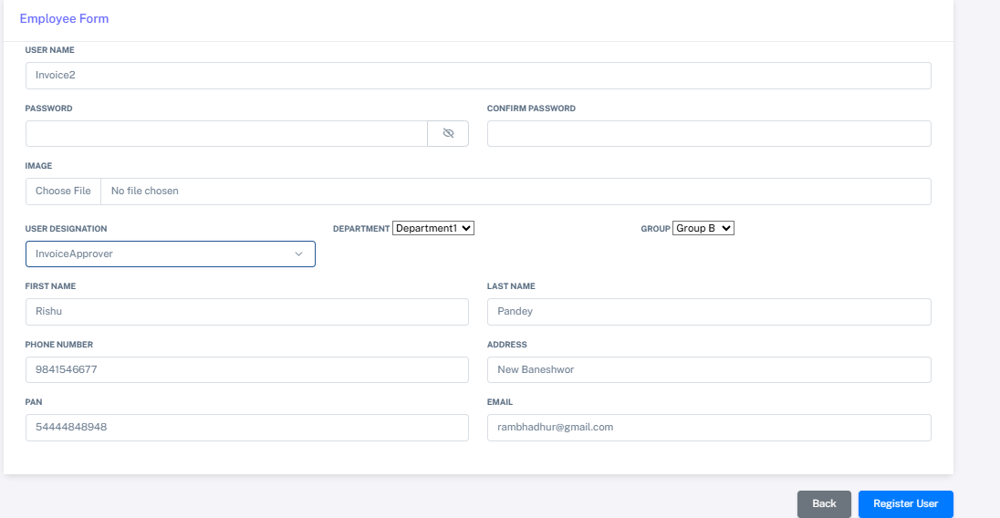 Employee Form
USER NAME
Invoice2
PASSWORD CONFIRM PASSWORD
IMAGE
Choose File No file chosen
USER DESIGNATION DEPARTMENT Department1 GROUP Group B
InvoiceApprover
FIRST NAME LAST NAME
Rishu Pandey
PHONE NUMBER ADDRESS
9841546677 New Baneshwor
PAN EMAIL
54444848948 rambhadhur@gmail.com
Back Register User